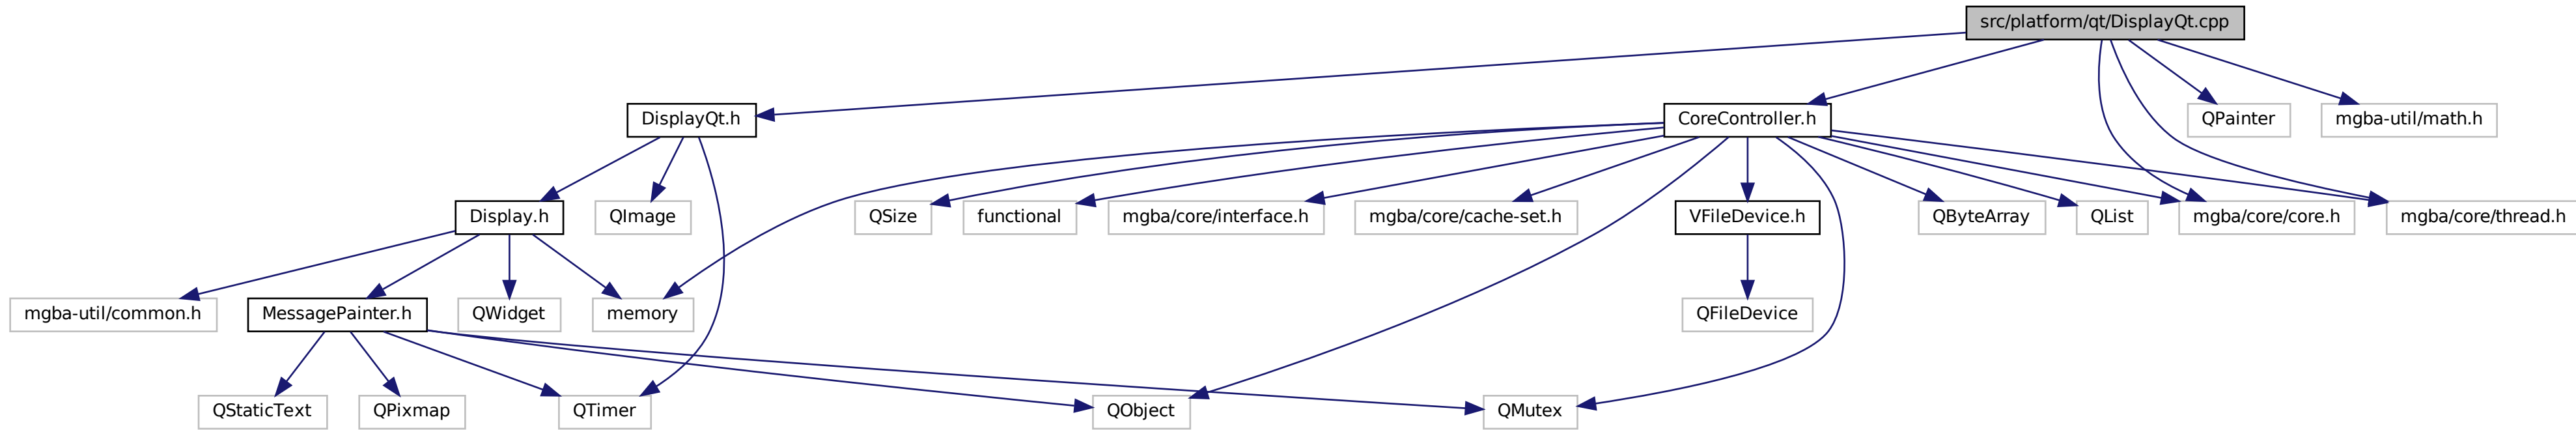 src/platform/qt/DisplayQt.cpp
DisplayQt.h
CoreController.h
QPainter
mgba-util/math.h
Display.h
QImage
QSize
functional
mgba/core/interface.h
mgba/core/cache-set.h
VFileDevice.h
QByteArray
QList
mgba/core/core.h
mgba/core/thread.h
mgba-util/common.h
MessagePainter.h
QWidget
memory
QFileDevice
QStaticText
QPixmap
QTimer
QObject
QMutex